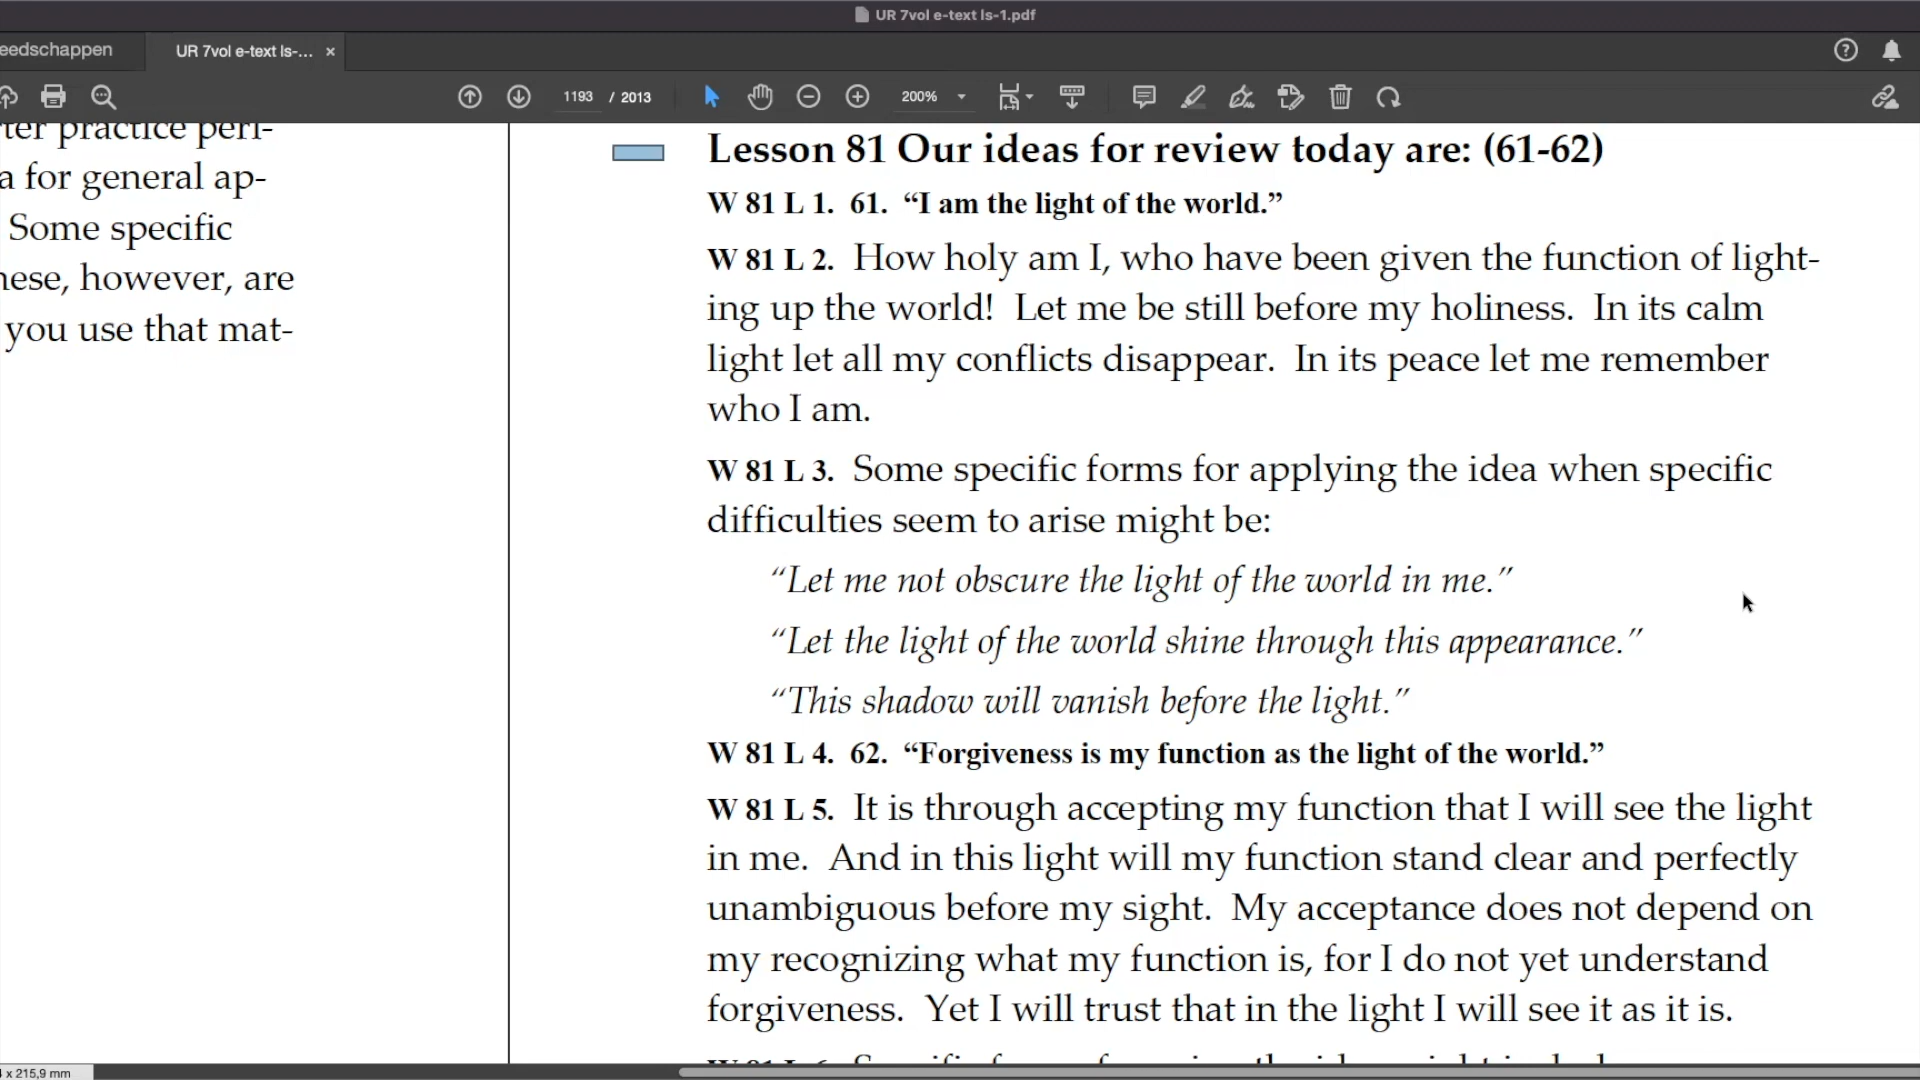 UR 7vol e-text ls-1.pdf
eedschappen
UR 7vol e-text ls-... ×
1193 / 2013
200%
ter practice peri-
a for general ap-
Some specific
hese, however, are
you use that mat-
Lesson 81 Our ideas for review today are: (61-62)
W 81 L 1. 61. “I am the light of the world.”
W 81 L 2. How holy am I, who have been given the function of light-
ing up the world! Let me be still before my holiness. In its calm
light let all my conflicts disappear. In its peace let me remember
who I am.
W 81 L 3. Some specific forms for applying the idea when specific
difficulties seem to arise might be:
“Let me not obscure the light of the world in me.”
“Let the light of the world shine through this appearance.”
“This shadow will vanish before the light.”
W 81 L 4. 62. “Forgiveness is my function as the light of the world.”
W 81 L 5. It is through accepting my function that I will see the light
in me. And in this light will my function stand clear and perfectly
unambiguous before my sight. My acceptance does not depend on
my recognizing what my function is, for I do not yet understand
forgiveness. Yet I will trust that in the light I will see it as it is.
x 215,9 mm